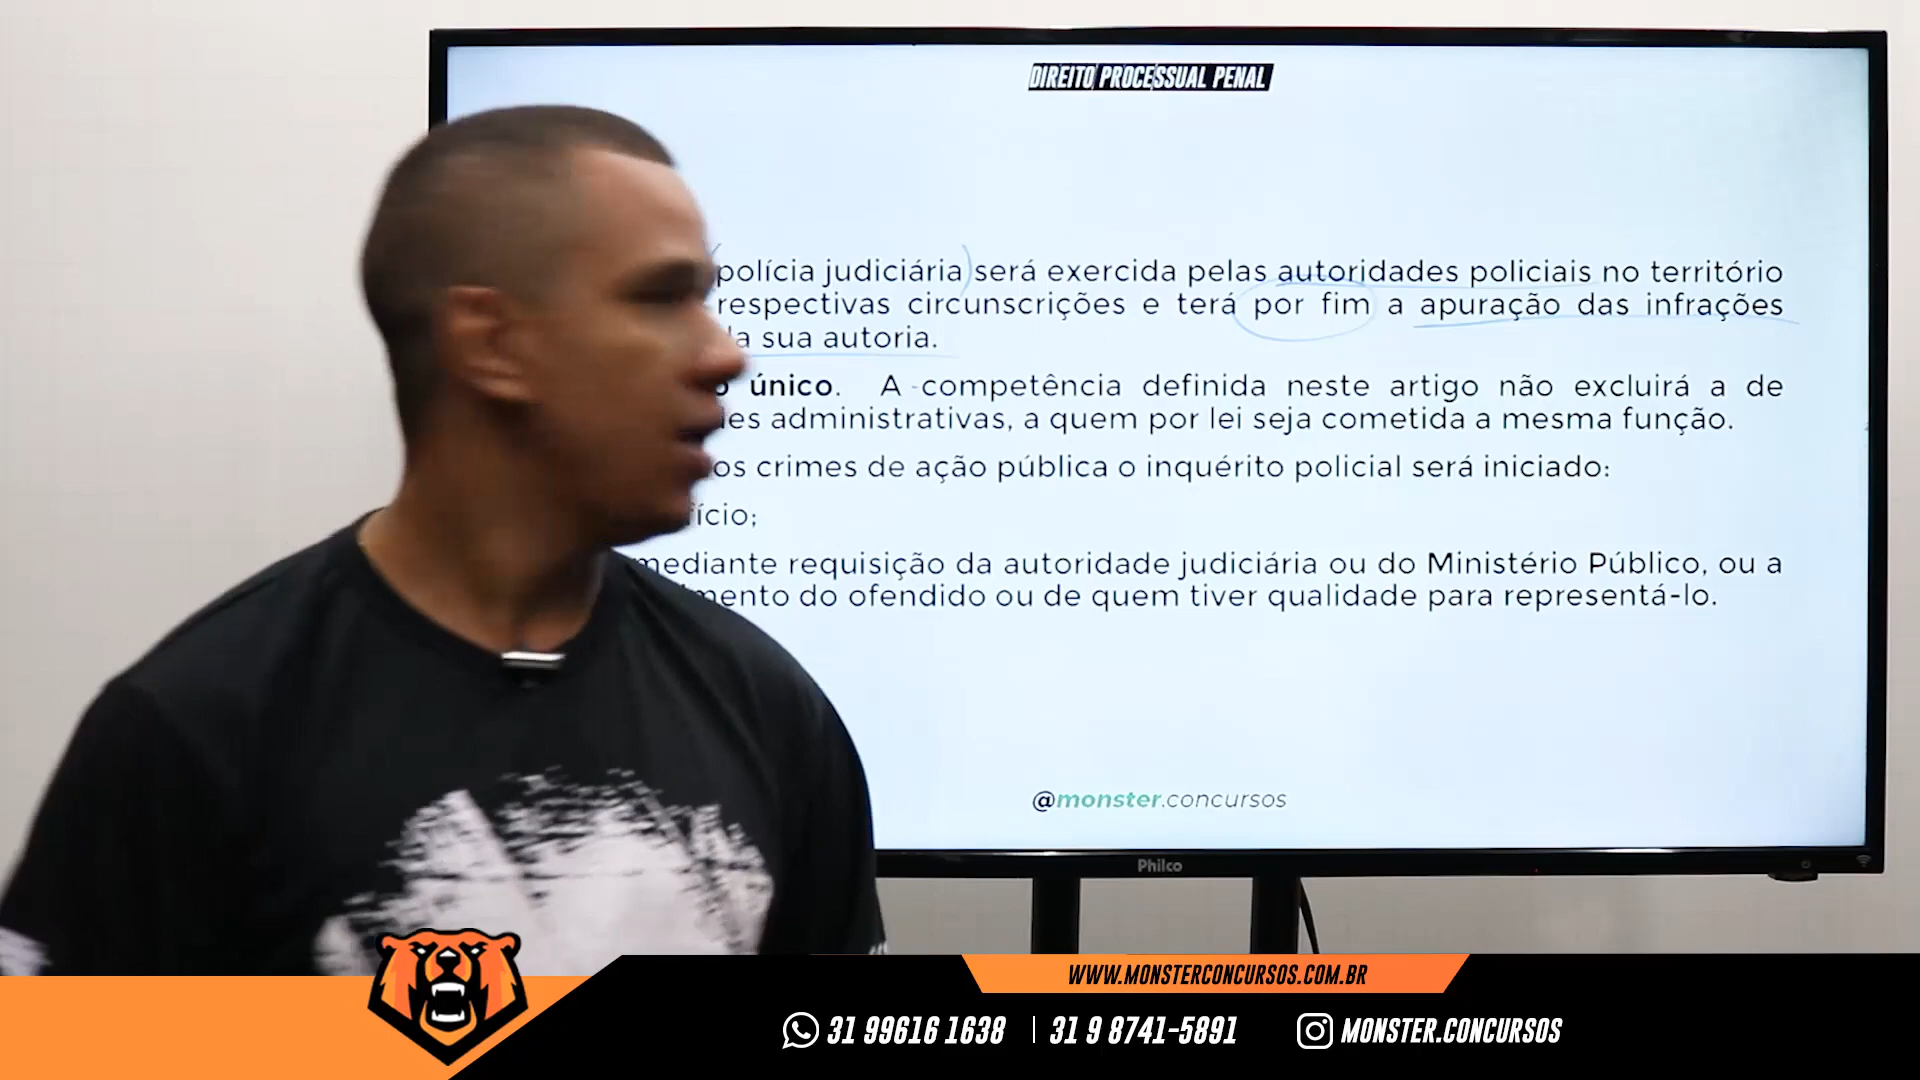 DIREITO PROCESSUAL PENAL
polícia judiciária será exercida pelas autoridades policiais no território
respectivas circunscrições e terá por fim a apuração das infrações
sua autoria.
único. A competência definida neste artigo não excluirá a de
administrativas, a quem por lei seja cometida a mesma função.
os crimes de ação pública o inquérito policial será iniciado:
mediante requisição da autoridade judiciária ou do Ministério Público, ou a
do ofendido ou de quem tiver qualidade para representá-lo.
@monster.concursos
Philco
WWW.MONSTERCONCURSOS.COM.BR
31 99616 1638 | 31 9 8741-5891 MONSTER.CONCURSOS